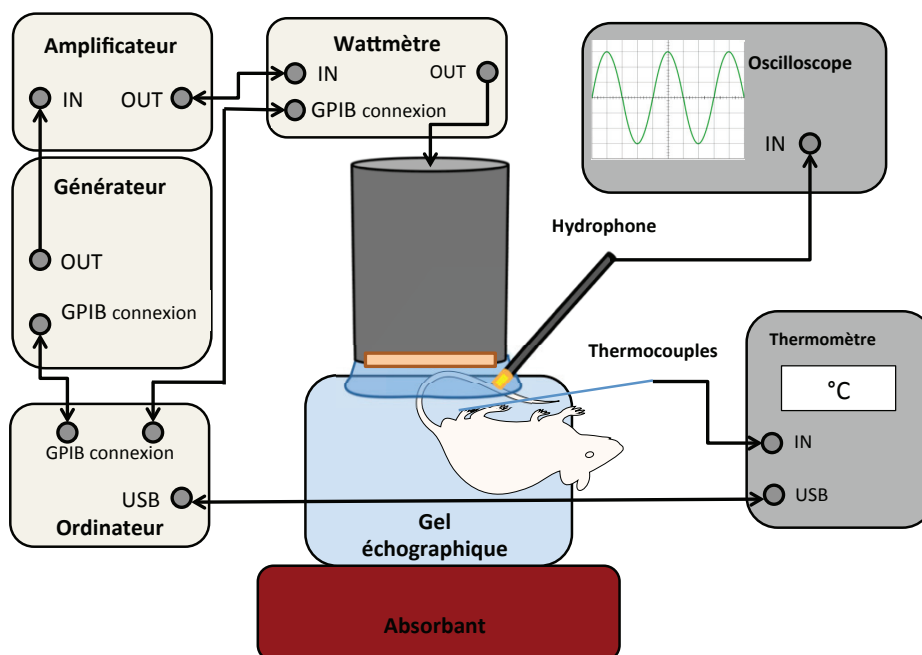 Amplificateur
IN
OUT
Wattmètre
IN
OUT
GPIB connexion
Oscilloscope
IN
Générateur
OUT
GPIB connexion
Hydrophone
Thermocouples
Thermomètre
°C
IN
USB
GPIB connexion
USB
Ordinateur
Gel
échographique
Absorbant